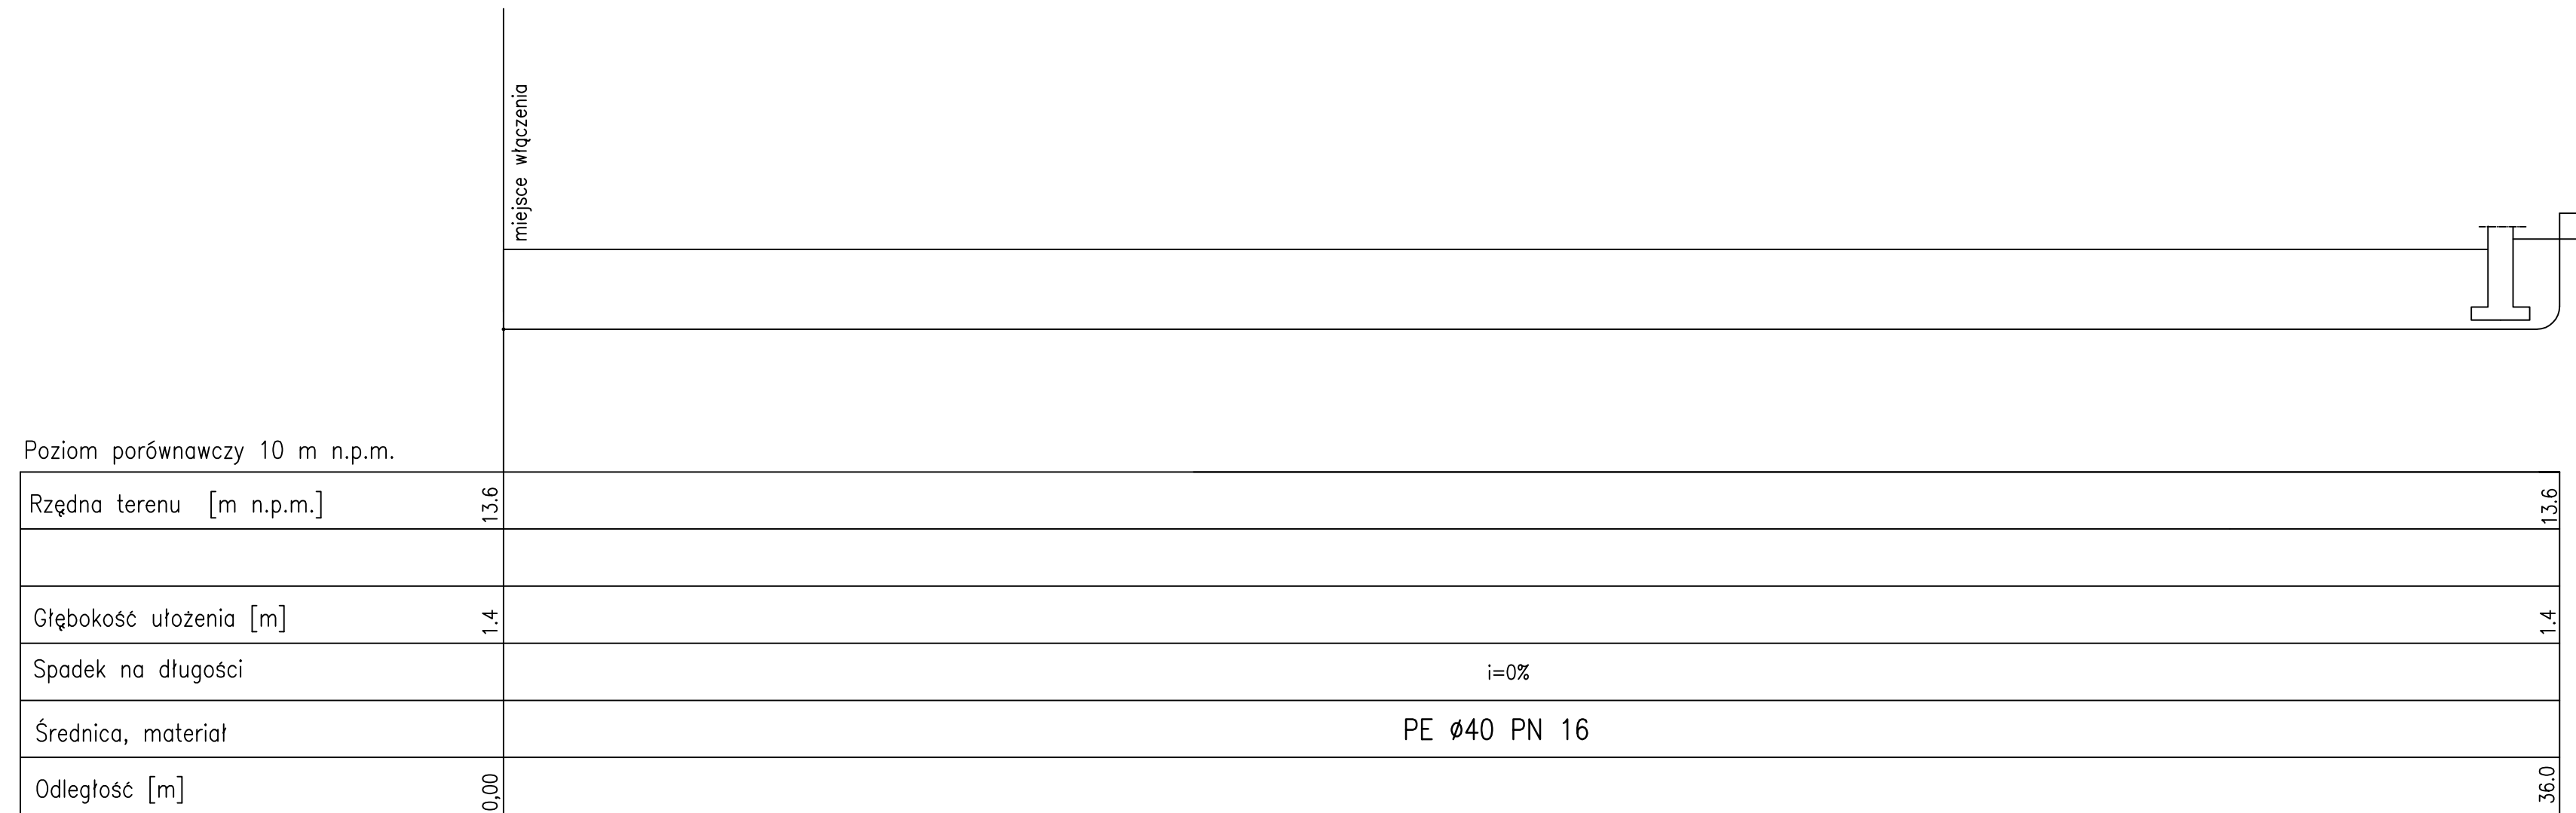 miejsce włączenia
Poziom porównawczy 10 m n.p.m.
Rzędna terenu [m n.p.m.] 13.6 13.6
Głębokość ułożenia [m] 1.4 1.4
Spadek na długości i=0%
Średnica, materiał PE ø40 PN 16
Odległość [m] 0,00 36.0